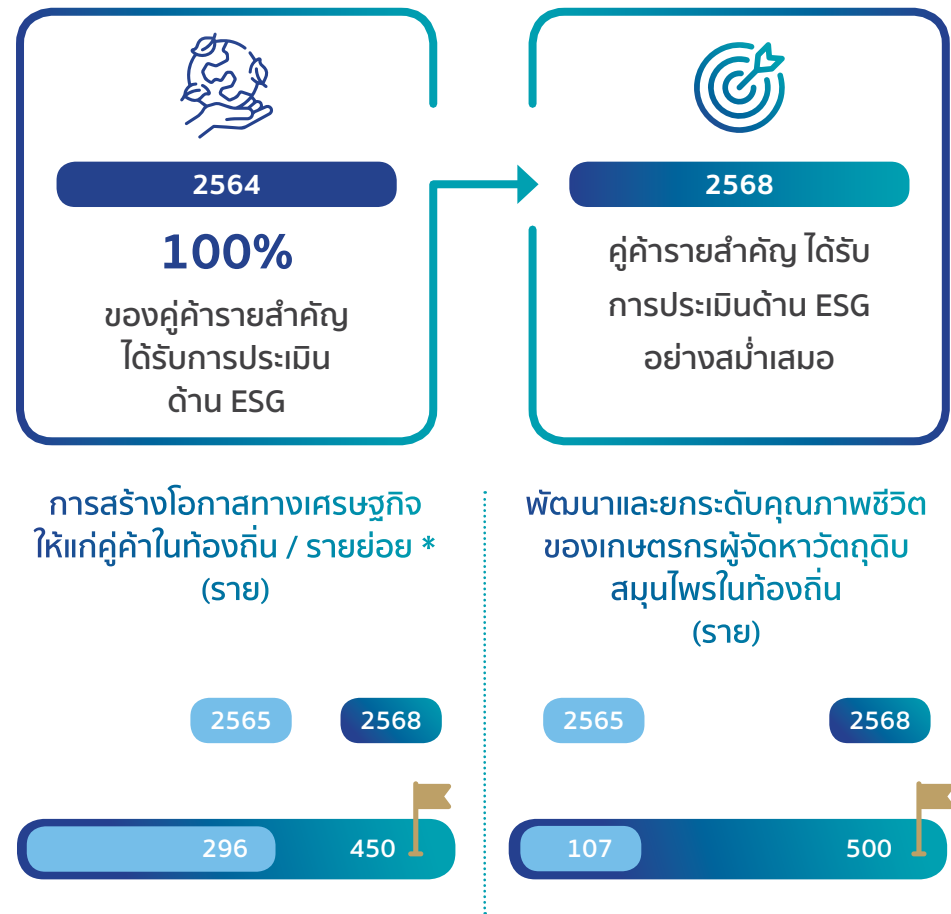 2564
100%
ของคู่ค้ารายสำคัญ
ได้รับการประเมิน
ด้าน ESG
2568
คู่ค้ารายสำคัญ ได้รับ
การประเมินด้าน ESG
อย่างสม่ำเสมอ
การสร้างโอกาสทางเศรษฐกิจ
ให้แก่คู่ค้าในท้องถิ่น / รายย่อย *
(ราย)
2565
2568
296
450
พัฒนาและยกระดับคุณภาพชีวิต
ของเกษตรกรผู้จัดหาวัตถุดิบ
สมุนไพรในท้องถิ่น
(ราย)
2565
2568
107
500